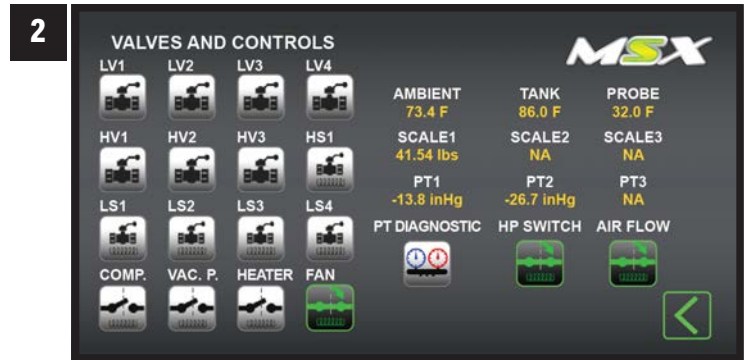 2
VALVES AND CONTROLS
MSX
LV1 LV2 LV3 LV4
AMBIENT TANK PROBE
73.4 F 86.0 F 32.0 F
HV1 HV2 HV3 HS1
SCALE1 SCALE2 SCALE3
41.54 lbs NA NA
PT1 PT2 PT3
-13.8 inHg -26.7 inHg NA
LS1 LS2 LS3 LS4
PT DIAGNOSTIC HP SWITCH AIR FLOW
COMP. VAC. P. HEATER FAN